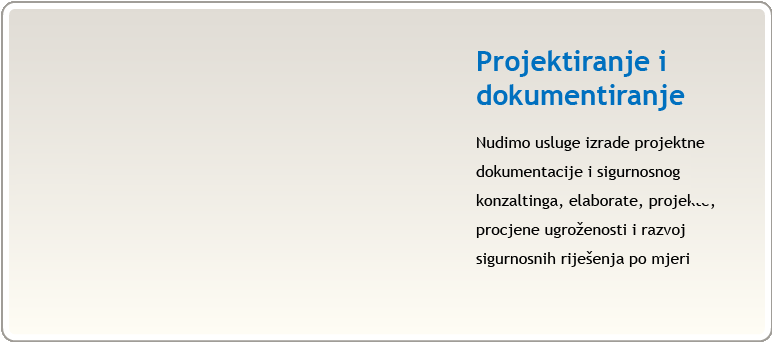 Projektiranje i
dokumentiranje
Nudimo usluge izrade projektne
dokumentacije i sigurnosnog
konzaltinga, elaborate, projekte,
procjene ugroženosti i razvoj
sigurnosnih riješenja po mjeri